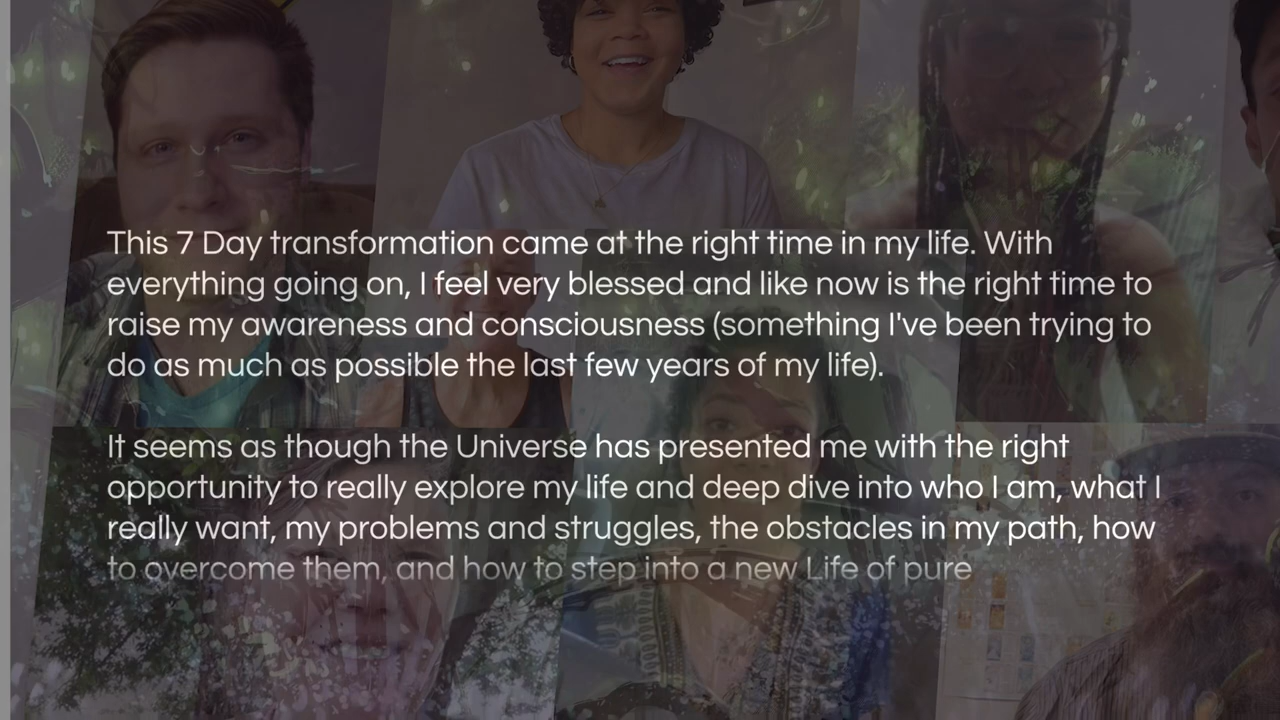 This 7 Day transformation came at the right time in my life. With
everything going on, I feel very blessed and like now is the right time to
raise my awareness and consciousness (something I've been trying to
do as much as possible the last few years of my life).
It seems as though the Universe has presented me with the right
opportunity to really explore my life and deep dive into who I am, what I
really want, my problems and struggles, the obstacles in my path, how
to overcome them, and how to step into a new Life of pure